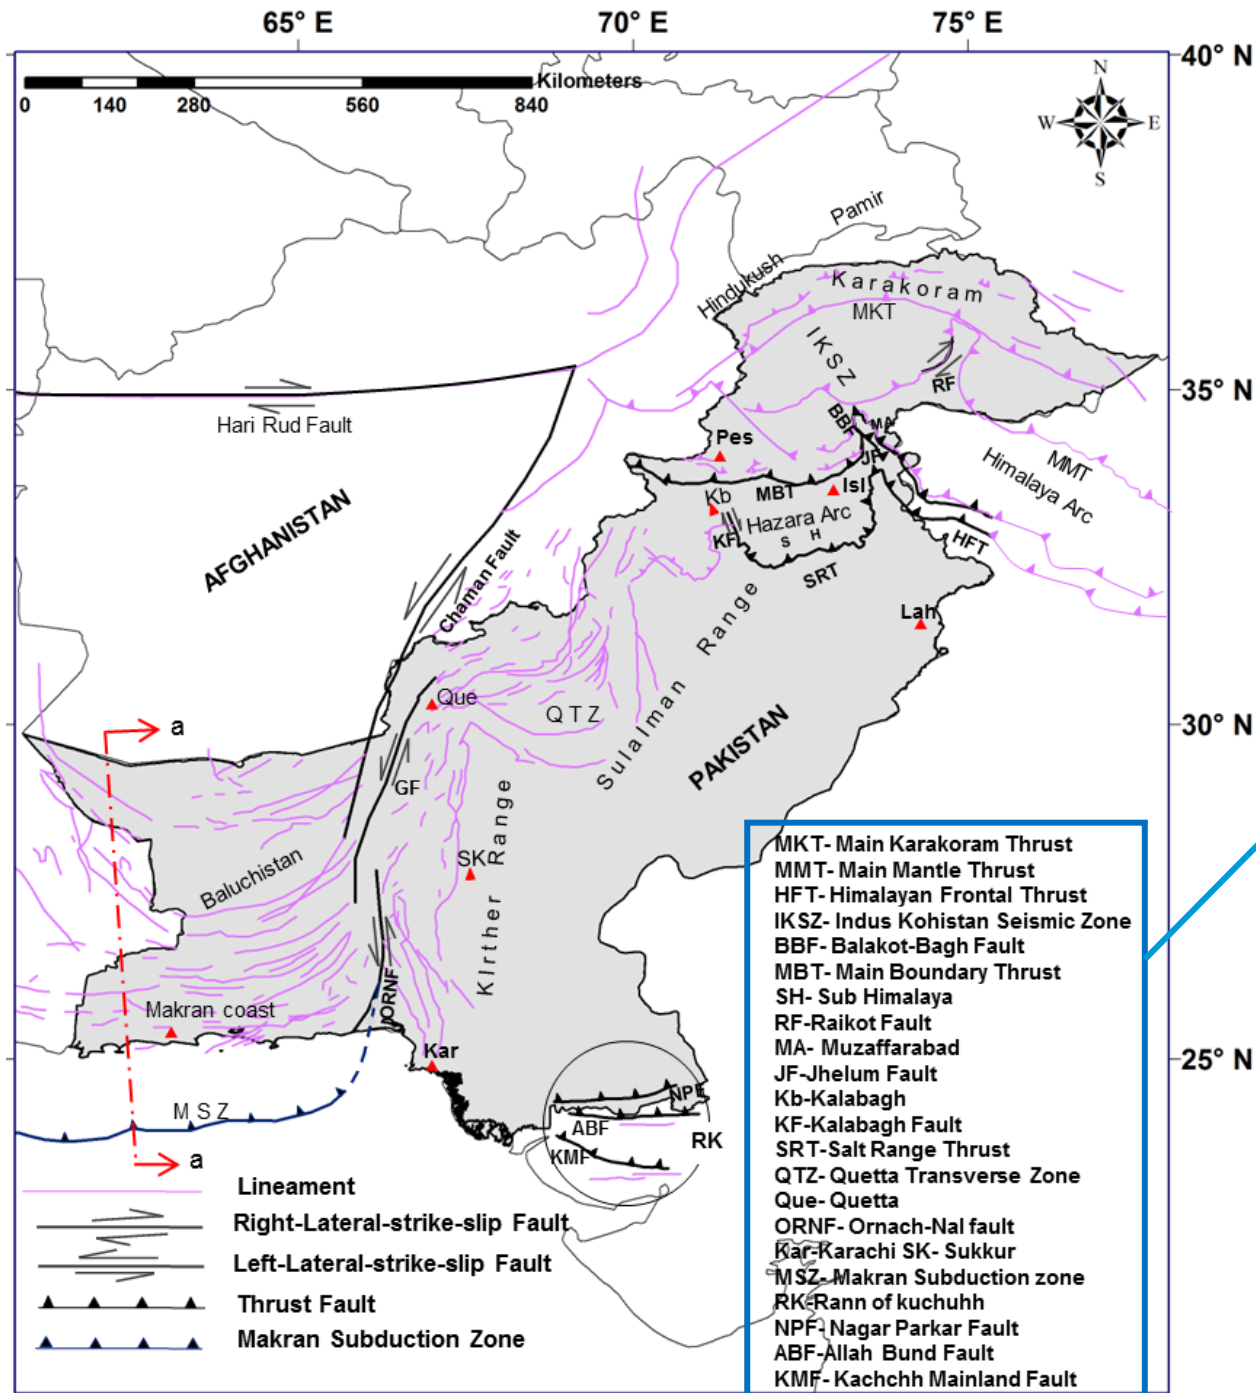 65° E
70° E
75° E
40° N
Kilometers
0 140 280 560 840
N
W E
S
Pamir
Hindukush
Karakoram
MKT
IKSZ
RF
35° N
Hari Rud Fault
BBF
MA
JF
Pes
MMT
Himalaya Arc
MBT
Isl
Kb
Hazara Arc
KF
S H
HFT
SRT
AFGHANISTAN
Chaman Fault
Lah
Range
Sulaiman
Que
QTZ
30° N
a
PAKISTAN
GF
Range
SK
Baluchistan
KIrther
ORNF
Makran coast
25° N
Kar
MSZ
NPF
ABF
RK
KMF
a
MKT- Main Karakoram Thrust
MMT- Main Mantle Thrust
HFT- Himalayan Frontal Thrust
IKSZ- Indus Kohistan Seismic Zone
BBF- Balakot-Bagh Fault
MBT- Main Boundary Thrust
SH- Sub Himalaya
RF-Raikot Fault
MA- Muzaffarabad
JF-Jhelum Fault
Kb-Kalabagh
KF-Kalabagh Fault
SRT-Salt Range Thrust
QTZ- Quetta Transverse Zone
Que- Quetta
ORNF- Ornach-Nal fault
Kar-Karachi SK- Sukkur
MSZ- Makran Subduction zone
RK-Rann of kuchuhh
NPF- Nagar Parkar Fault
ABF-Allah Bund Fault
KMF- Kachchh Mainland Fault
Lineament
Right-Lateral-strike-slip Fault
Left-Lateral-strike-slip Fault
Thrust Fault
Makran Subduction Zone